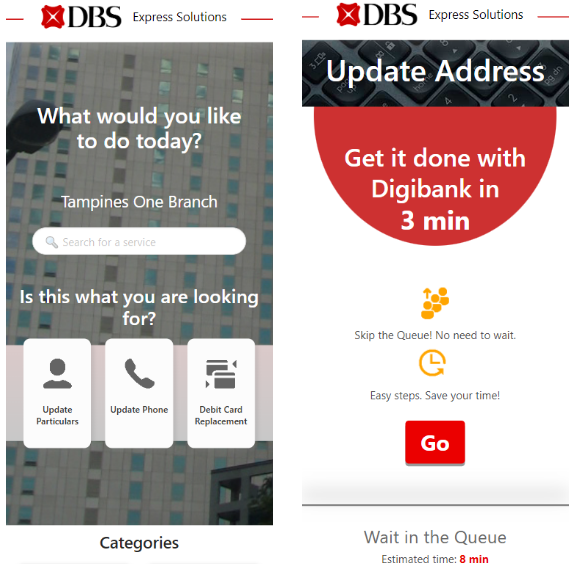 DBS Express Solutions
What would you like
to do today?
Tampines One Branch
Search for a service
Is this what you are looking
for?
Update
Particulars
Update Phone
Debit Card
Replacement
Categories
DBS Express Solutions
Update Address
Get it done with
Digibank in
3 min
Skip the Queue! No need to wait.
Easy steps. Save your time!
Go
Wait in the Queue
Estimated time: 8 min